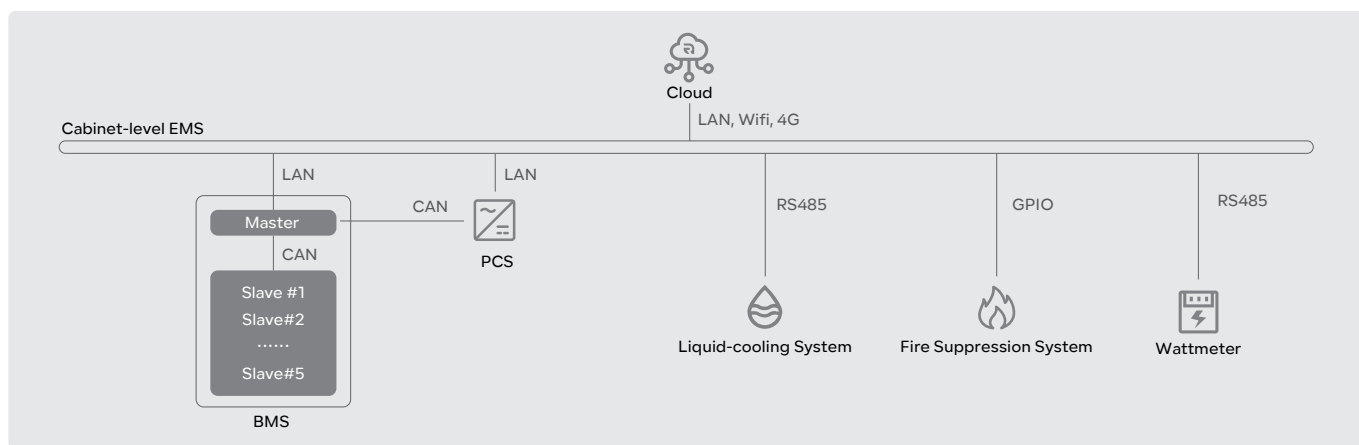 Cloud
LAN, Wifi, 4G
Cabinet-level EMS
LAN
LAN
RS485
GPIO
RS485
Master
CAN
CAN
PCS
Slave #1
Slave#2
......
Slave#5
BMS
Liquid-cooling System
Fire Suppression System
Wattmeter